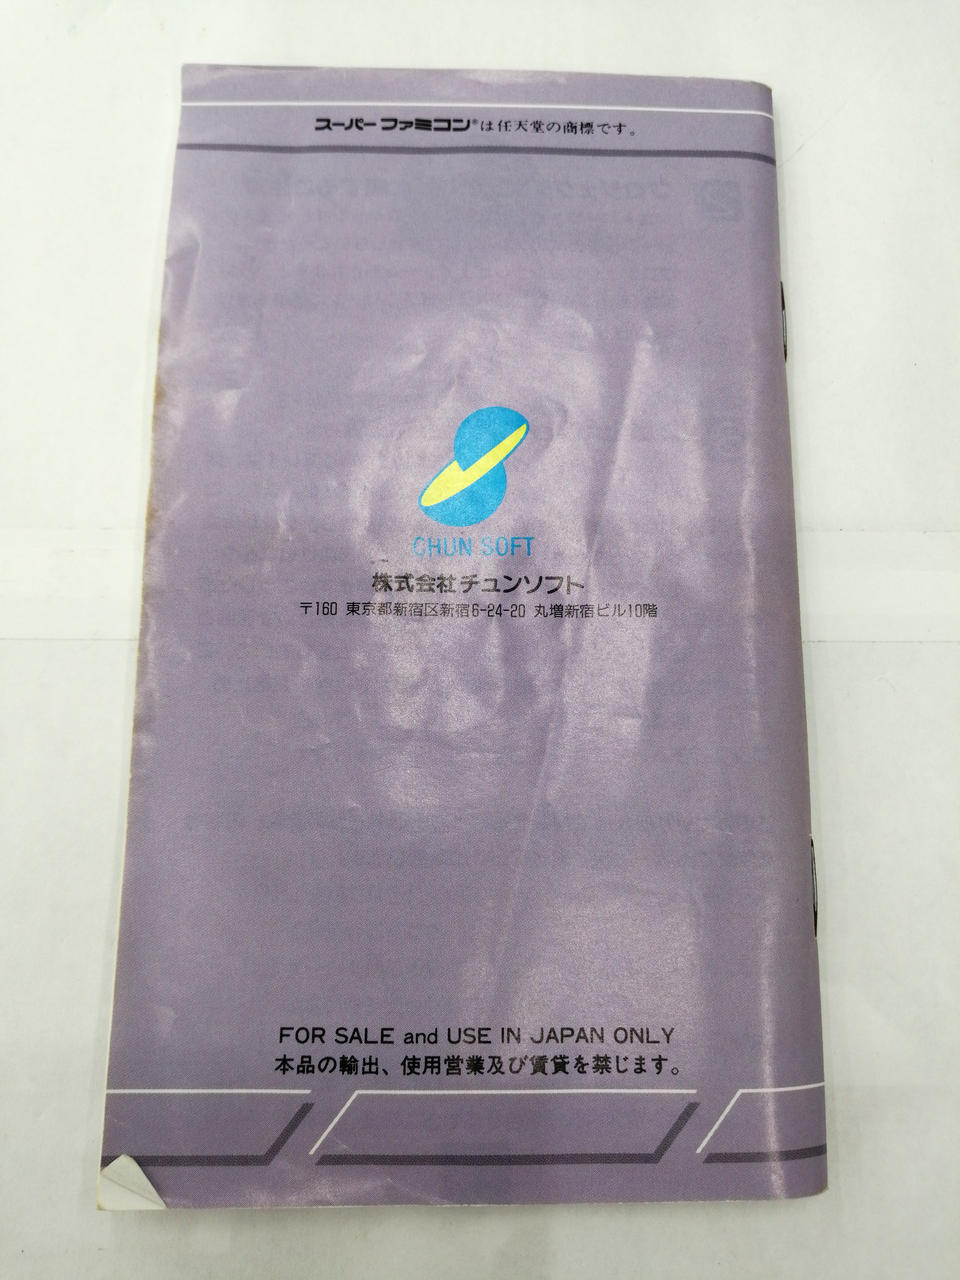 スーパーファミコン®は任天堂の商標です。
CHUN SOFT
株式会社チュンソフト
〒160 東京都新宿区新宿6-24-20 丸増新宿ビル10階
FOR SALE and USE IN JAPAN ONLY
本品の輸出、使用営業及び賃貸を禁じます。